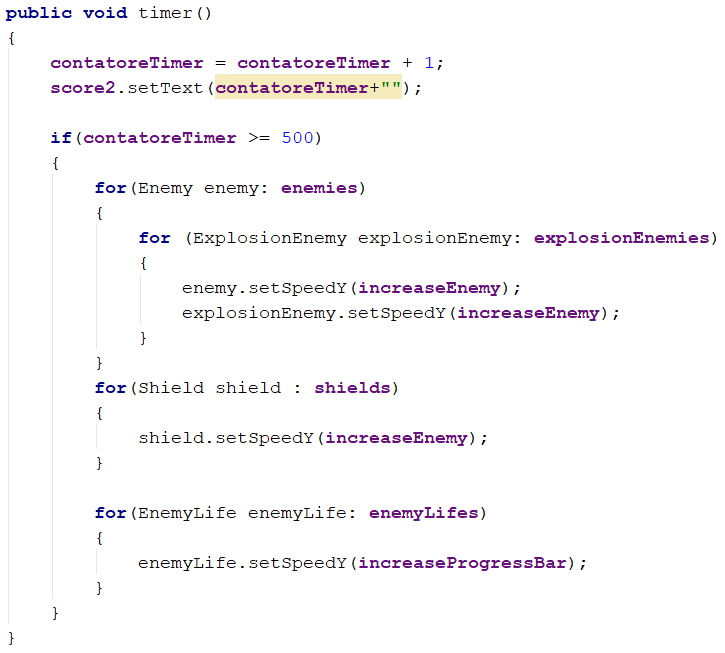 public void timer()
{
    contatoreTimer = contatoreTimer + 1;
    score2.setText(contatoreTimer+"");

    if(contatoreTimer >= 500)
    {
        for(Enemy enemy: enemies)
        {
            for (ExplosionEnemy explosionEnemy: explosionEnemies)
            {
                enemy.setSpeedY(increaseEnemy);
                explosionEnemy.setSpeedY(increaseEnemy);
            }
        }
        for(Shield shield : shields)
        {
            shield.setSpeedY(increaseEnemy);
        }

        for(EnemyLife enemyLife: enemyLifes)
        {
            enemyLife.setSpeedY(increaseProgressBar);
        }
    }
}